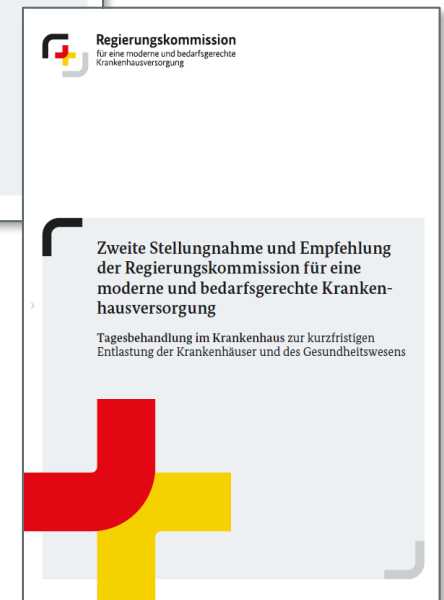 Regierungskommission
für eine moderne und bedarfsgerechte
Krankenhausversorgung
Zweite Stellungnahme und Empfehlung
der Regierungskommission für eine
moderne und bedarfsgerechte Kranken-
hausversorgung
Tagesbehandlung im Krankenhaus zur kurzfristigen
Entlastung der Krankenhäuser und des Gesundheitswesens